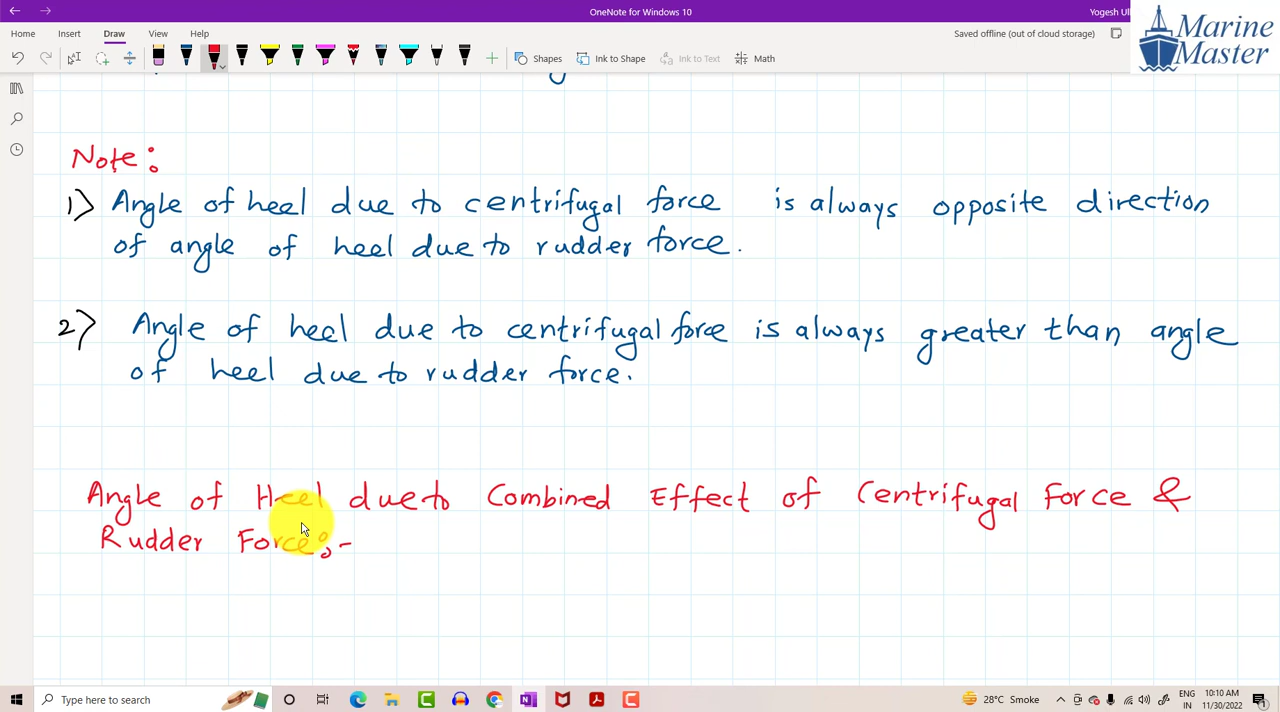 OneNote for Windows 10
Yogesh Ul
Marine
Master
Home Insert Draw View Help
Saved offline (out of cloud storage)
Shapes Ink to Shape Ink to Text Math
Note:
1) Angle of heel due to centrifugal force is always opposite direction
of angle of heel due to rudder force.
2) Angle of heel due to centrifugal force is always greater than angle
of heel due to rudder force.
Angle of Heel due to Combined Effect of Centrifugal Force &
Rudder Force:-
Type here to search
28°C Smoke
ENG
IN
10:10 AM
11/30/2022